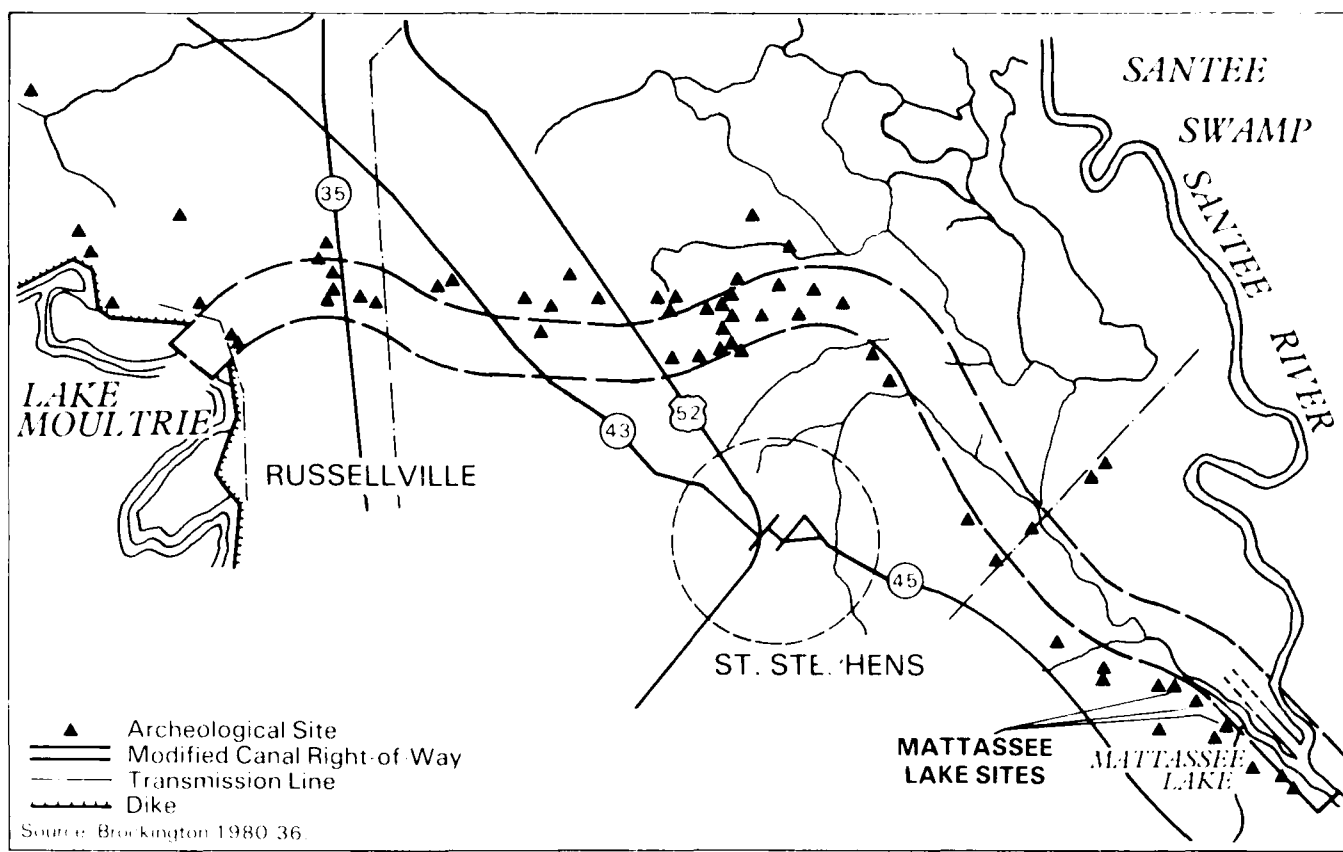 SANTEE
SWAMP
SANTEE
RIVER
35
LAKE
MOULTRIE
RUSSELLVILLE
43
52
45
ST. STE HENS
MATTASSEE
LAKE SITES
MATTASSEE
LAKE
Archeological Site
Modified Canal Right-of-Way
Transmission Line
Dike
Source Brockington 1980 36.